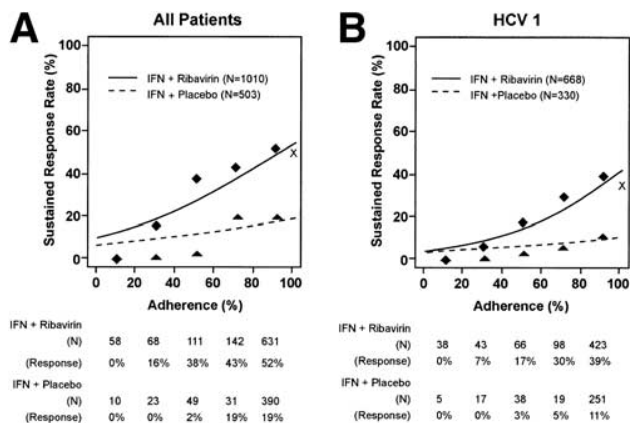 A
All Patients
Sustained Response Rate (%)
100
80
60
40
20
0
IFN + Ribavirin (N=1010)
IFN + Placebo (N=503)
X
0 20 40 60 80 100
Adherence (%)
IFN + Ribavirin
(N) 58 68 111 142 631
(Response) 0% 16% 38% 43% 52%
IFN + Placebo
(N) 10 23 49 31 390
(Response) 0% 0% 2% 19% 19%
B
HCV 1
Sustained Response Rate (%)
100
80
60
40
20
0
IFN + Ribavirin (N=668)
IFN +Placebo (N=330)
X
0 20 40 60 80 100
Adherence (%)
IFN + Ribavirin
(N) 38 43 66 98 423
(Response) 0% 7% 17% 30% 39%
IFN + Placebo
(N) 5 17 38 19 251
(Response) 0% 0% 3% 5% 11%